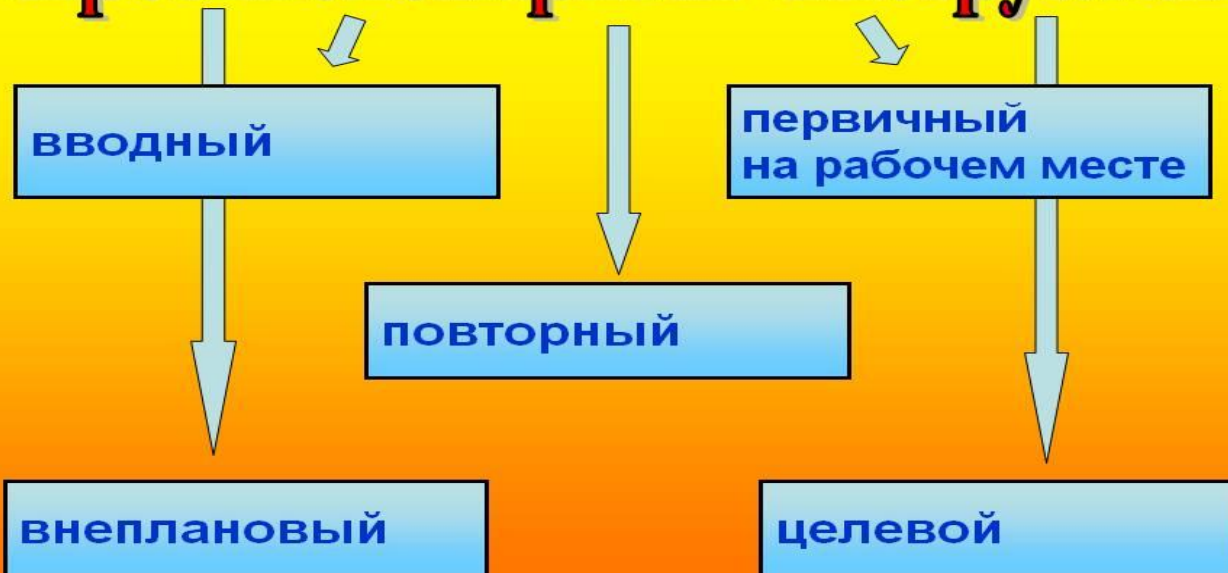 вводный
первичный
на рабочем месте
повторный
внеплановый
целевой